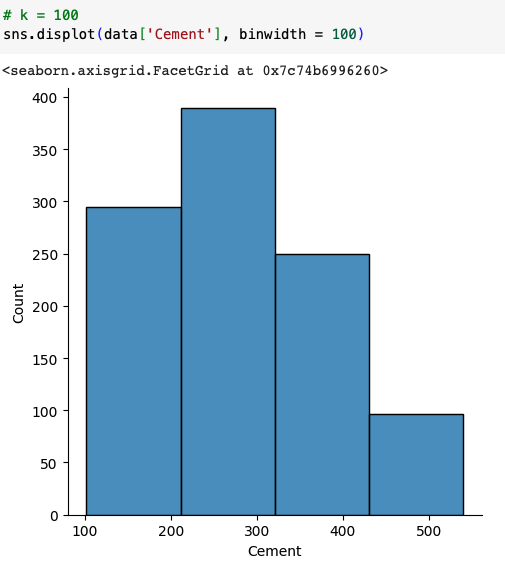 # k = 100
sns.displot(data['Cement'], binwidth = 100)
<seaborn.axisgrid.FacetGrid at 0x7c74b6996260>
400
350
300
250
200
150
100
50
0
Count
100 200 300 400 500
Cement